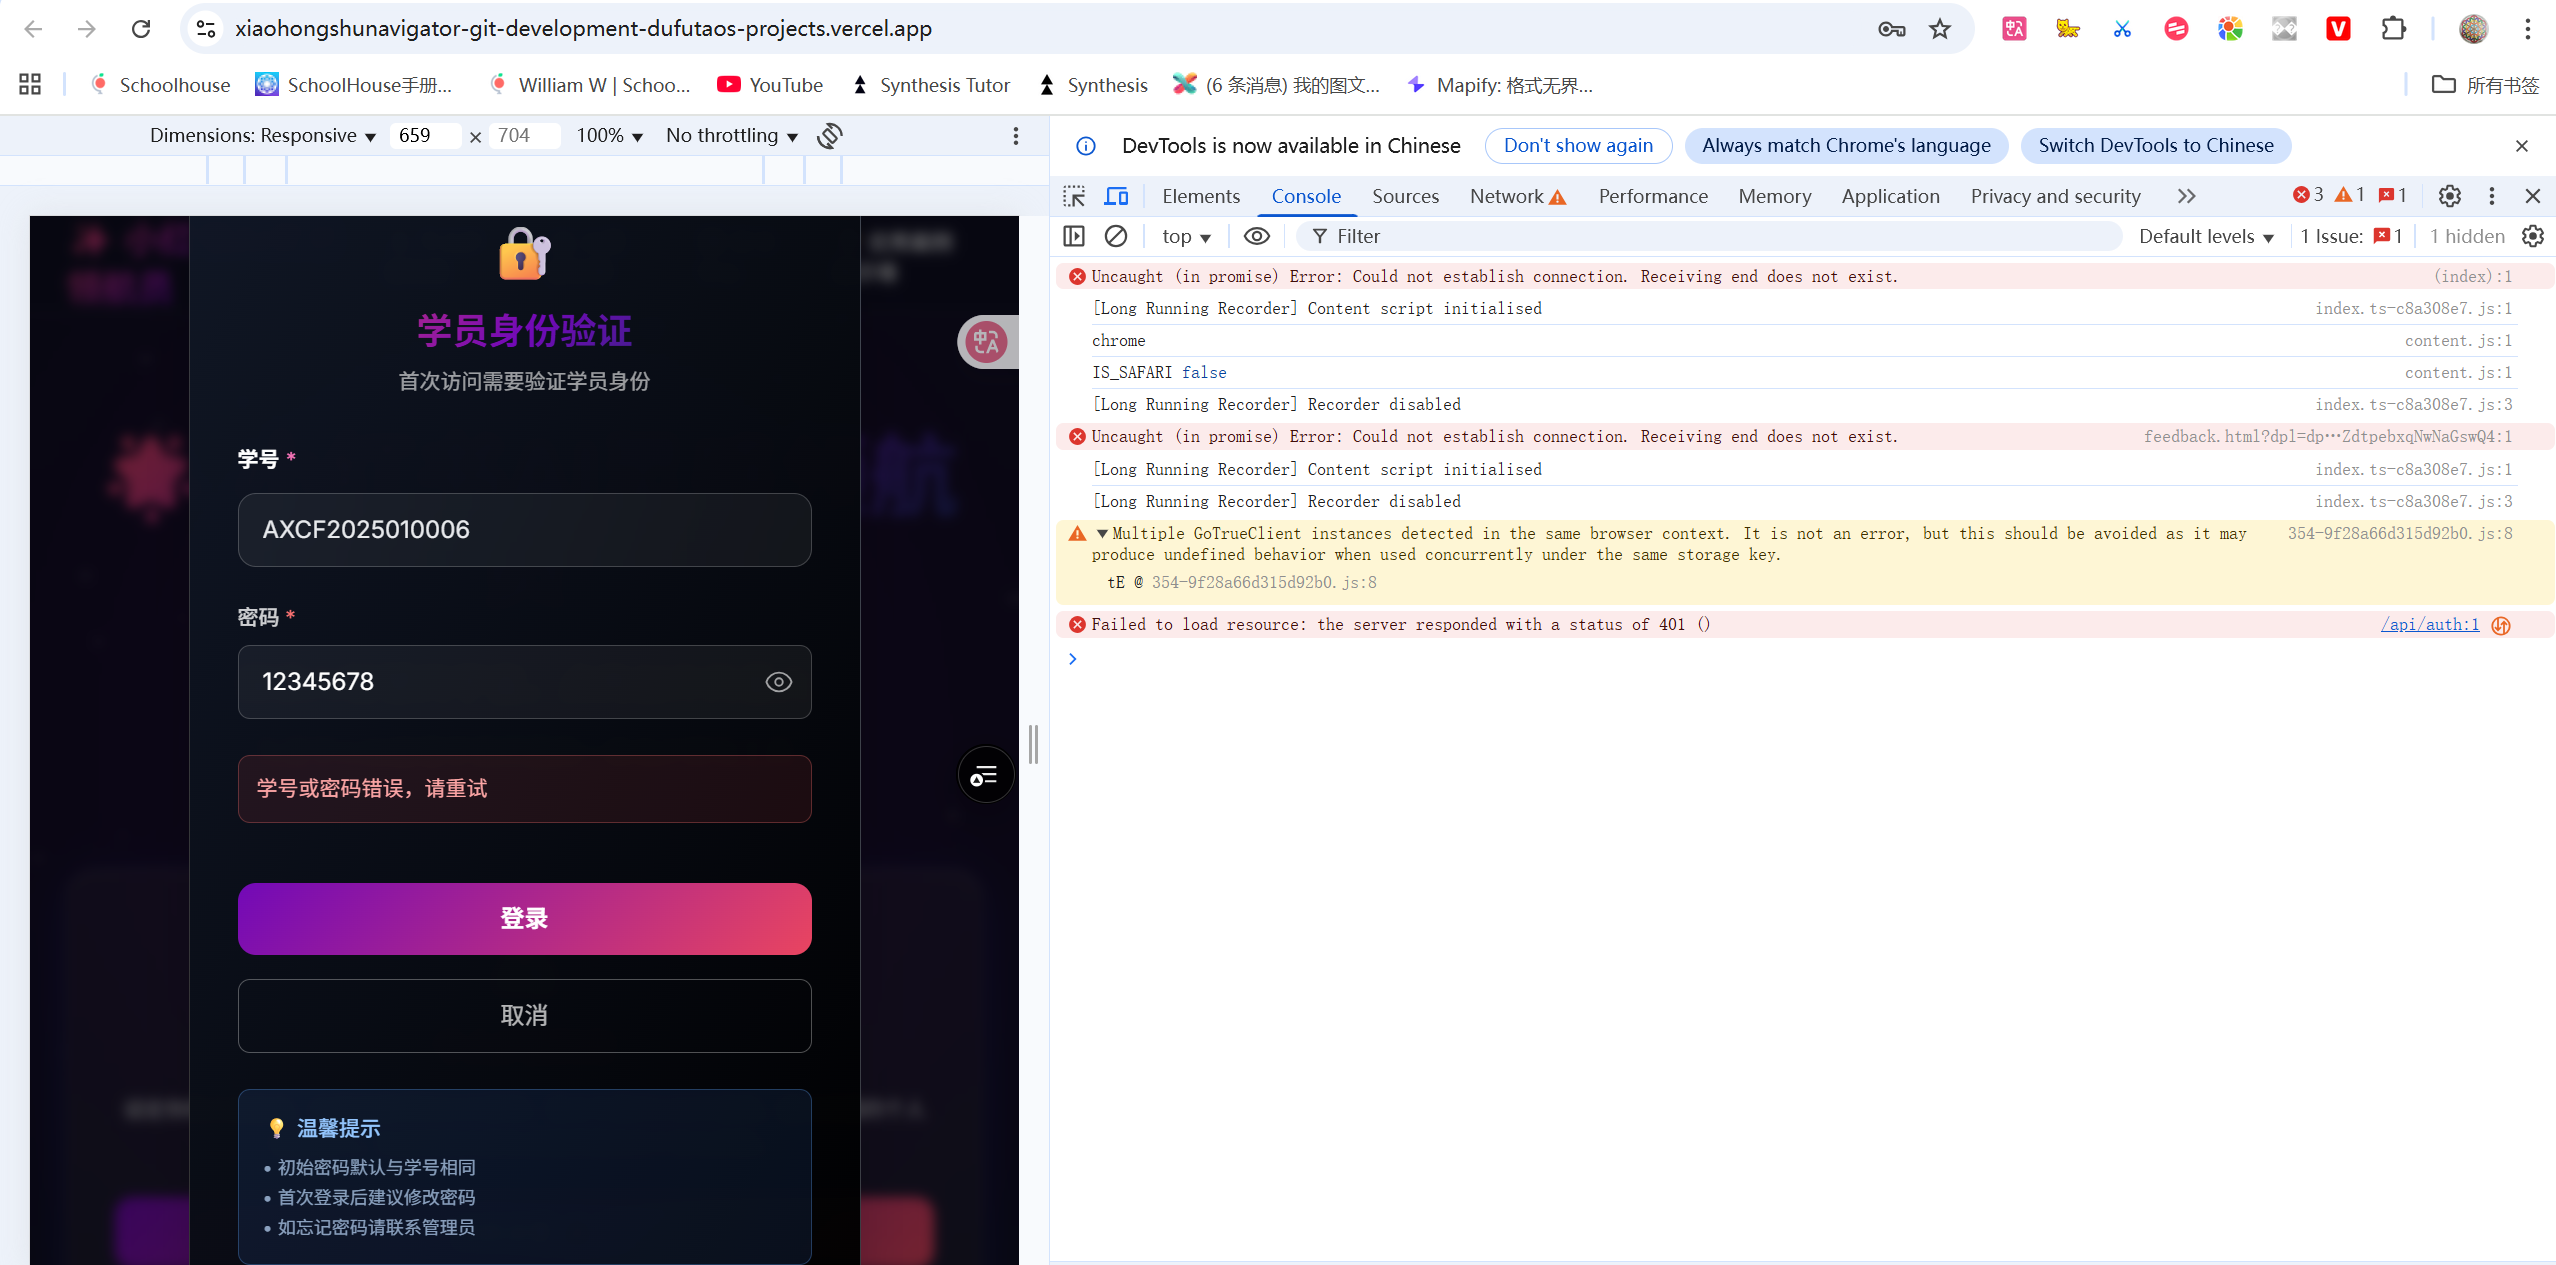 xiaohongshunavigator-git-development-dufutaos-projects.vercel.app
Schoolhouse
SchoolHouse手册...
William W | Schoo...
YouTube
Synthesis Tutor
Synthesis
(6 条消息) 我的图文...
Mapify: 格式无界...
所有书签
Dimensions: Responsive ▼ 659 × 704 100% ▼ No throttling ▼
学员身份验证
首次访问需要验证学员身份
学号 *
AXCF2025010006
密码 *
12345678
学号或密码错误，请重试
登录
取消
💡 温馨提示
• 初始密码默认与学号相同
• 首次登录后建议修改密码
• 如忘记密码请联系管理员
航
中A
DevTools is now available in Chinese
Don't show again
Always match Chrome's language
Switch DevTools to Chinese
Elements Console Sources Network Performance Memory Application Privacy and security 3 1 1
top ▼ Filter Default levels ▼ 1 Issue: 1 1 hidden
Uncaught (in promise) Error: Could not establish connection. Receiving end does not exist. (index):1
[Long Running Recorder] Content script initialised index.ts-c8a308e7.js:1
chrome content.js:1
IS_SAFARI false content.js:1
[Long Running Recorder] Recorder disabled index.ts-c8a308e7.js:3
Uncaught (in promise) Error: Could not establish connection. Receiving end does not exist. feedback.html?dpl=dp…ZdtpebxqNwNaGswQ4:1
[Long Running Recorder] Content script initialised index.ts-c8a308e7.js:1
[Long Running Recorder] Recorder disabled index.ts-c8a308e7.js:3
▼Multiple GoTrueClient instances detected in the same browser context. It is not an error, but this should be avoided as it may 354-9f28a66d315d92b0.js:8
produce undefined behavior when used concurrently under the same storage key.
tE @ 354-9f28a66d315d92b0.js:8
Failed to load resource: the server responded with a status of 401 () /api/auth:1